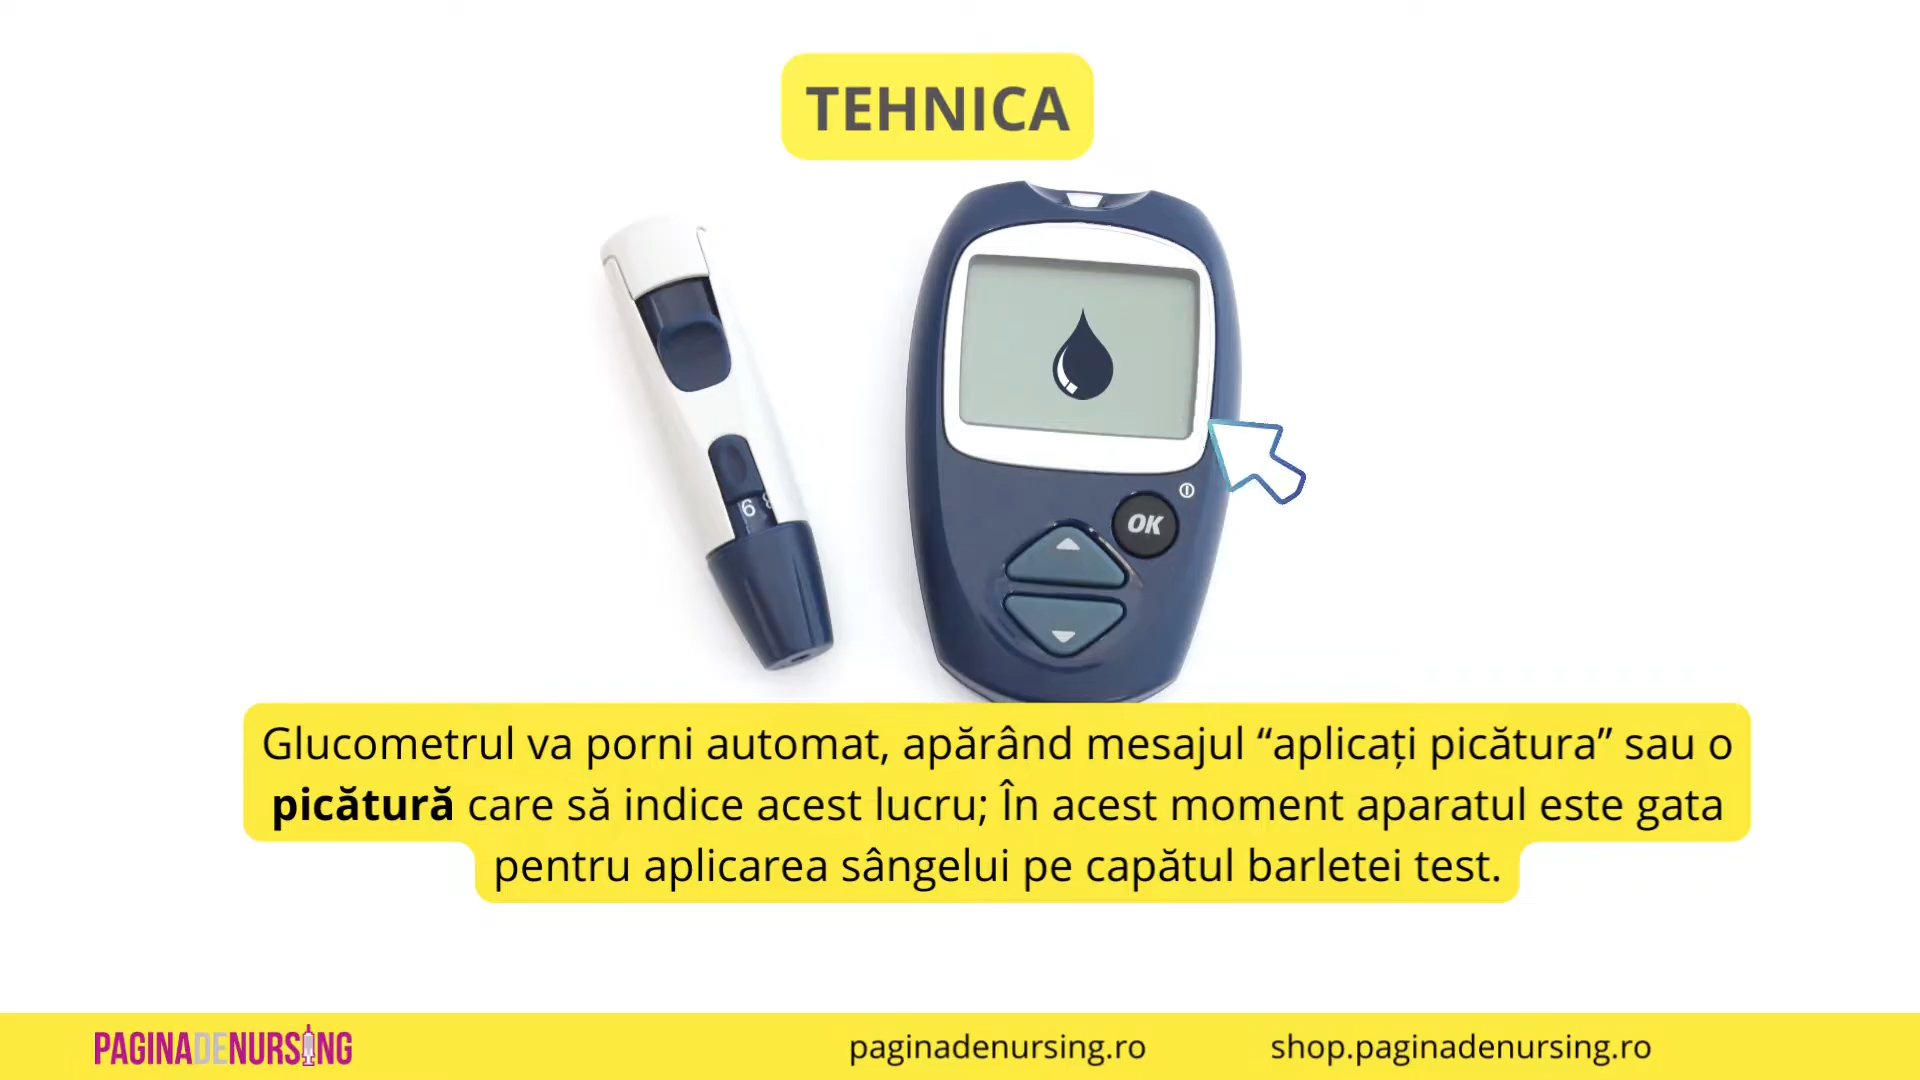 TEHNICA
6
OK
Glucometrul va porni automat, apărând mesajul “aplicați picătura” sau o
picătură care să indice acest lucru; În acest moment aparatul este gata
pentru aplicarea sângelui pe capătul barletei test.
PAGINADENURSING
paginadenursing.ro
shop.paginadenursing.ro